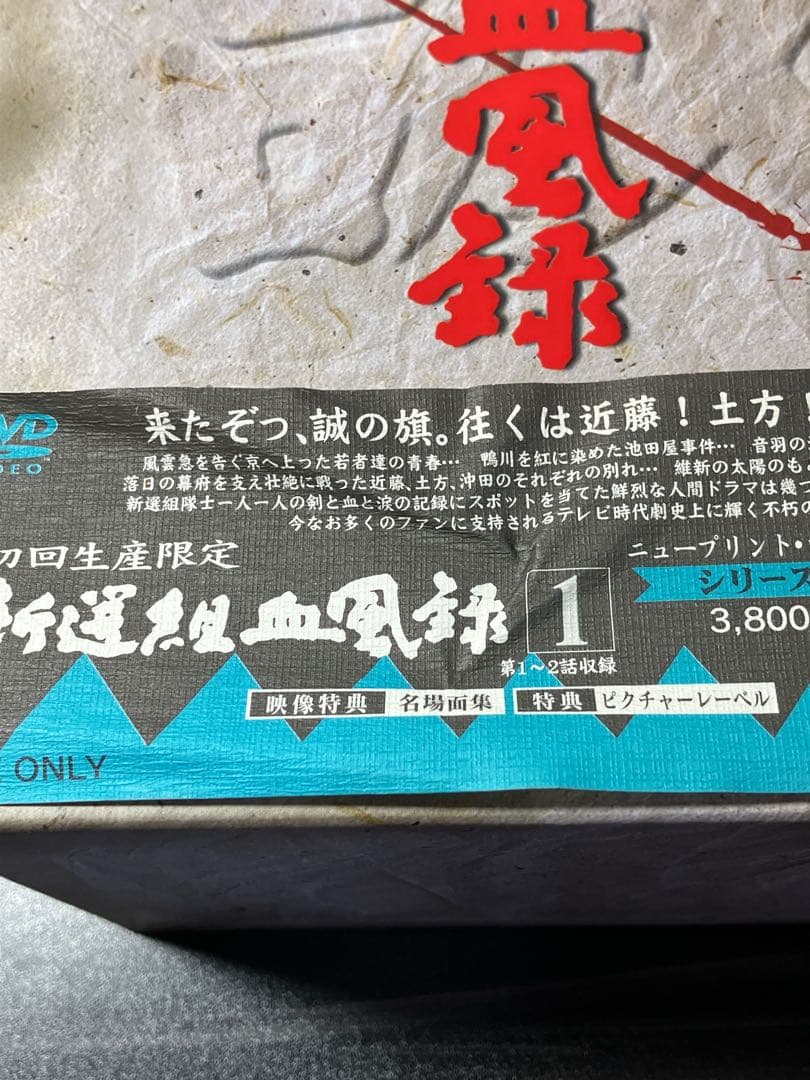 血風録
DVD
VIDEO
来たぞっ、誠の旗。往くは近藤!土方!
風雲急を告ぐ京へ上った若者達の青春… 鴨川を紅に染めた池田屋事件… 音羽の
落日の幕府を支え壮絶に戦った近藤、土方、沖田のそれぞれの別れ… 維新の太陽のも
新選組隊士一人一人の剣と血と涙の記録にスポットを当てた鮮烈な人間ドラマは幾つ
今なお多くのファンに支持されるテレビ時代劇史上に輝く不朽の
初回生産限定
ニュープリント・
新選組血風録 1
シリーズ
3,800
第1~2話収録
映像特典 名場面集 特典 ピクチャーレーベル
ONLY